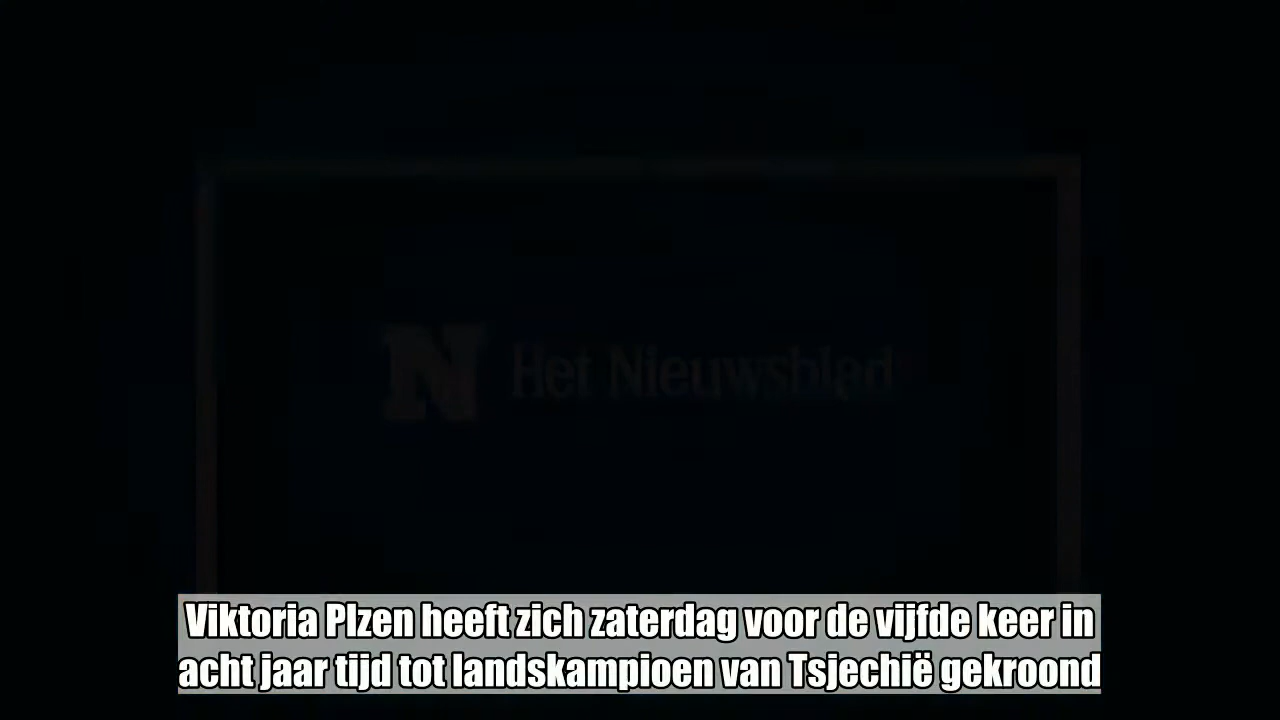 N Het Nieuwsblad
Viktoria Plzen heeft zich zaterdag voor de vijfde keer in
acht jaar tijd tot landskampioen van Tsjechië gekroond